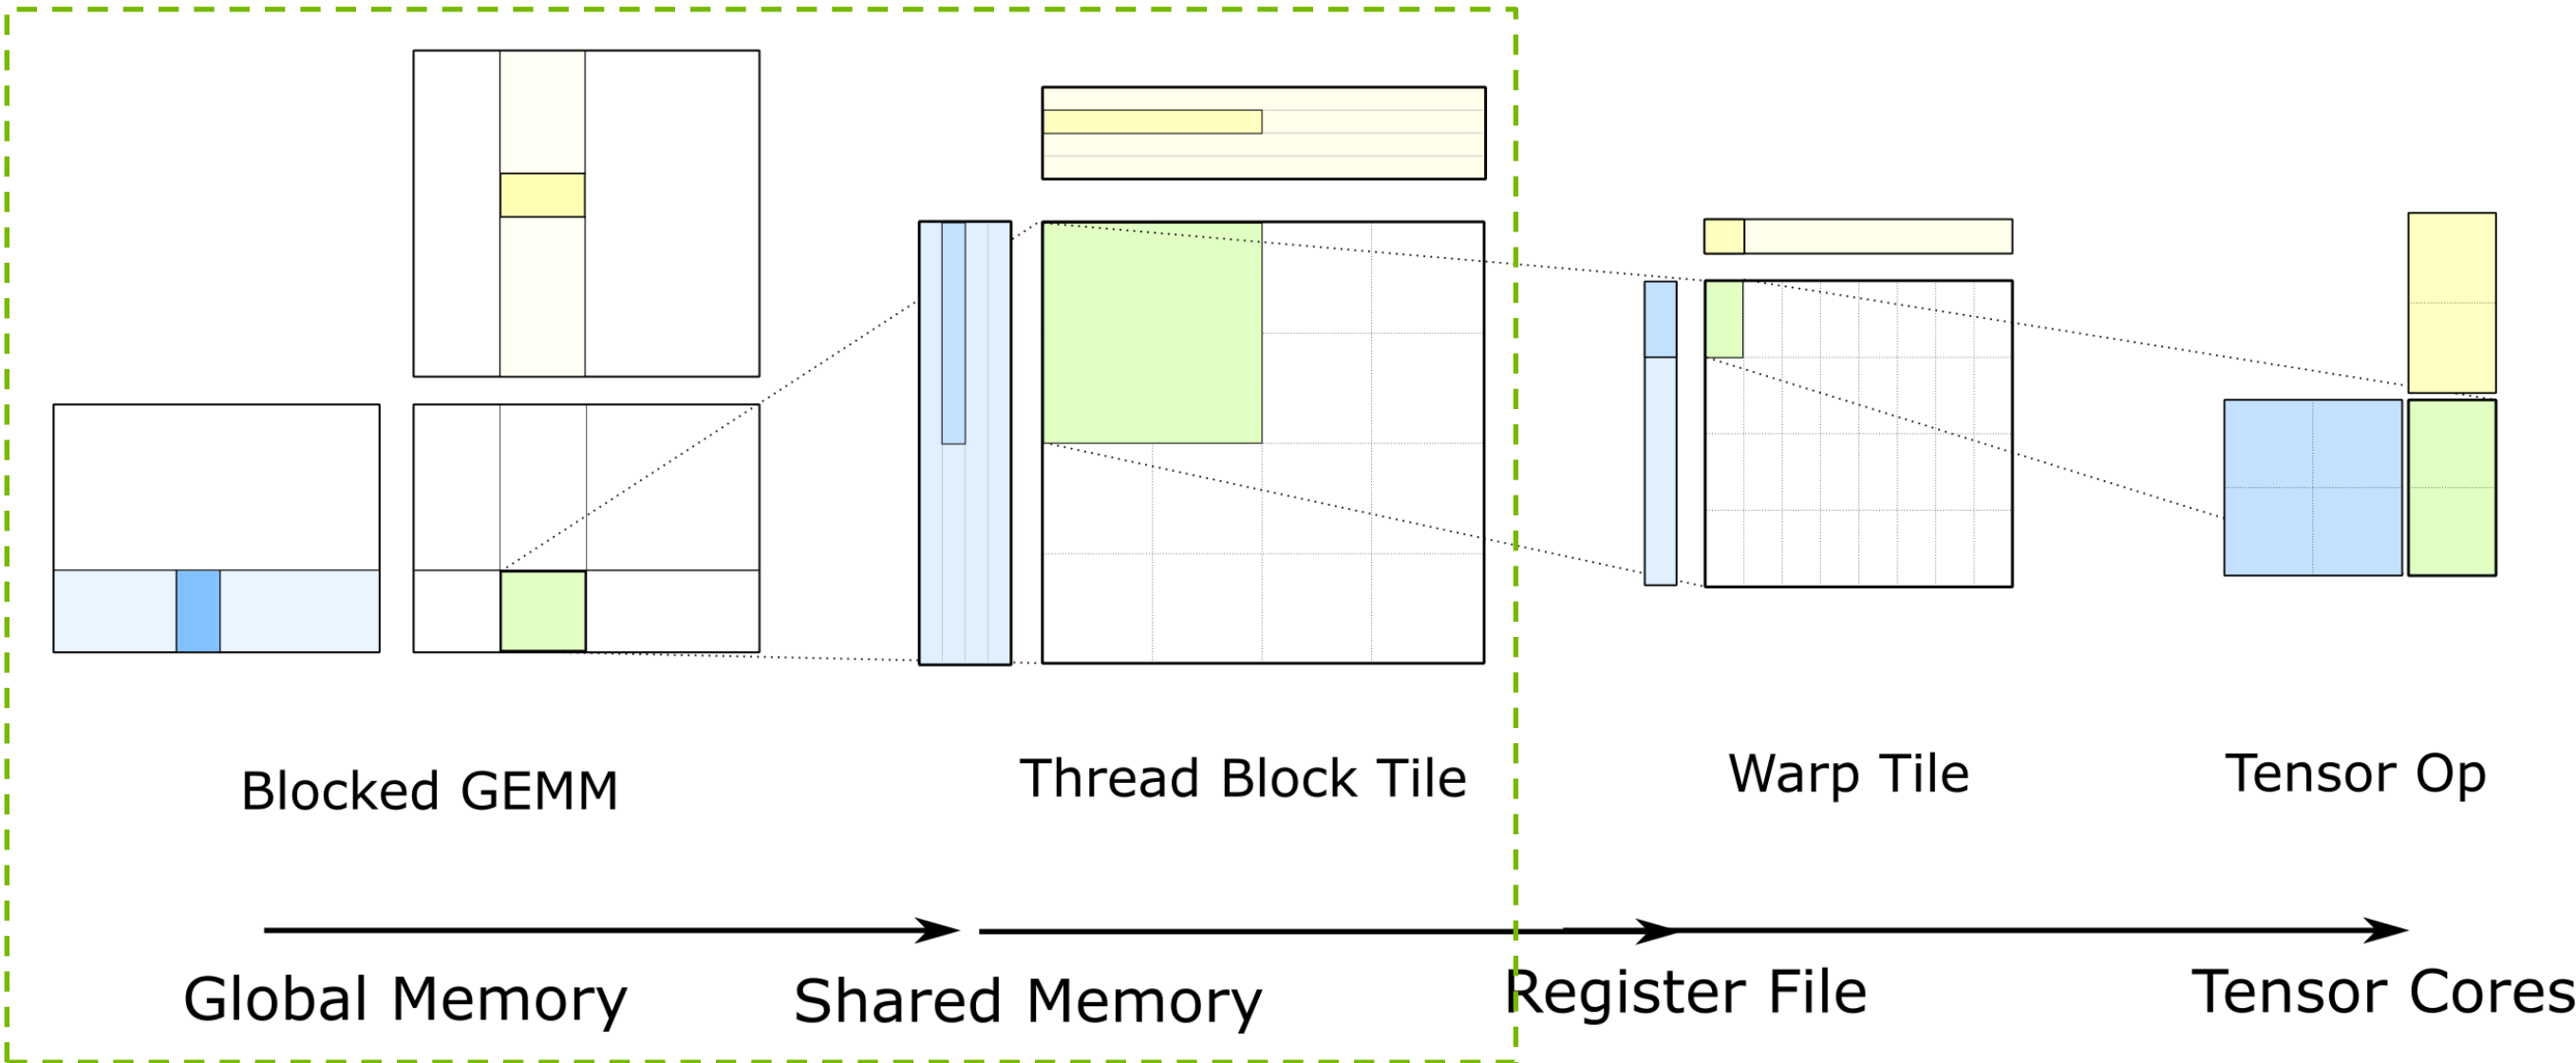 Blocked GEMM
Thread Block Tile
Warp Tile
Tensor Op
Global Memory
Shared Memory
Register File
Tensor Cores